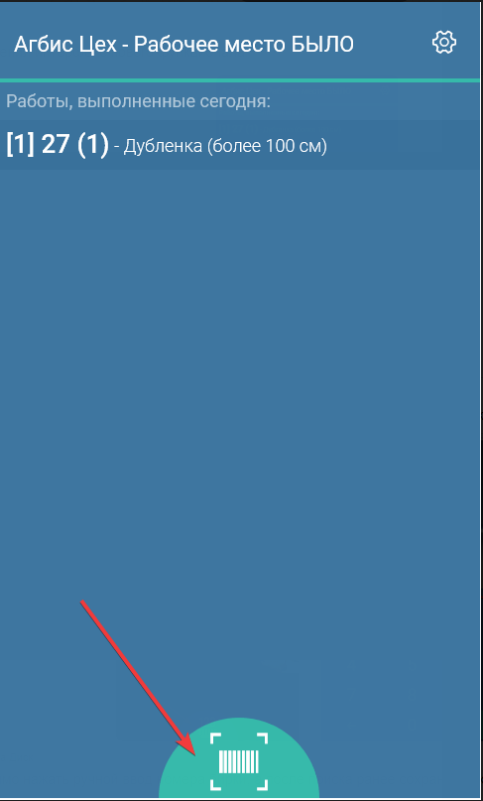 Агбис Цех - Рабочее место БЫЛО
Работы, выполненные сегодня:
[1] 27 (1) - Дубленка (более 100 см)